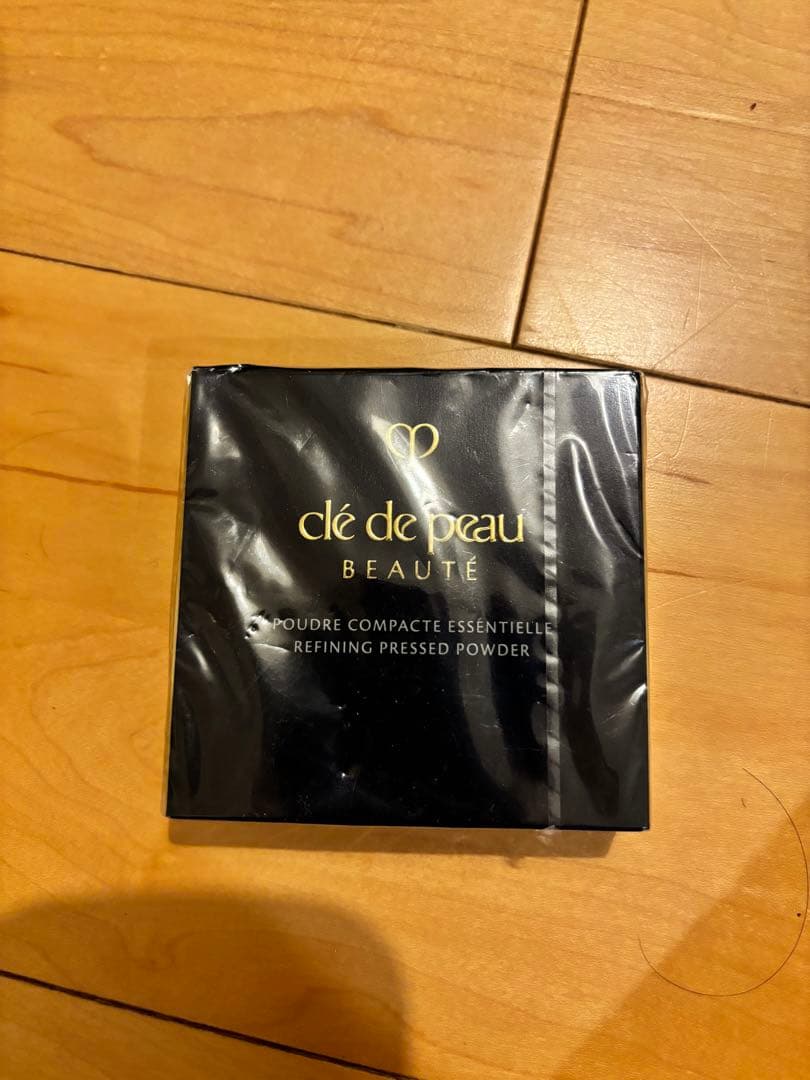 clé de peau
BEAUTÉ
POUDRE COMPACTE ESSENTIELLE
REFINING PRESSED POWDER